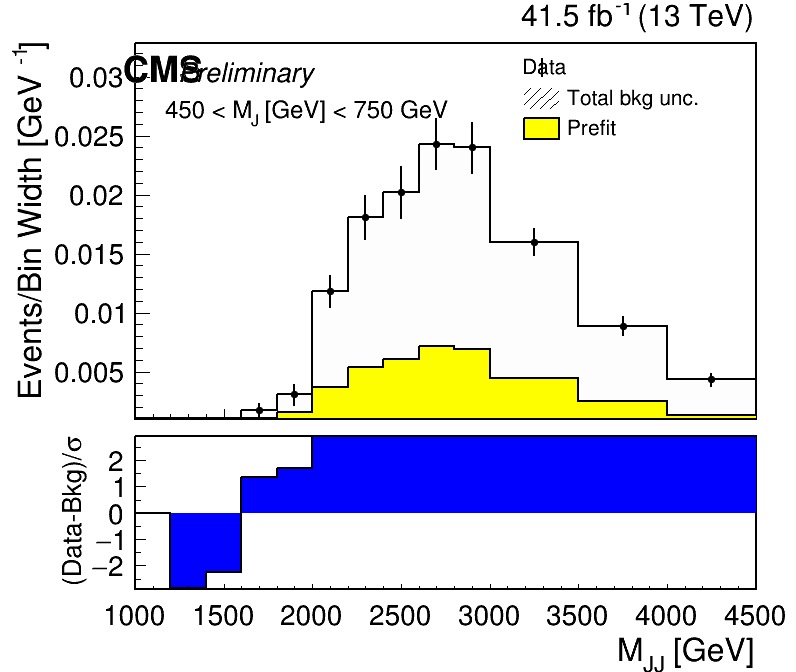 41.5 fb-1 (13 TeV)
CMS Preliminary
450 < MJ [GeV] < 750 GeV
Data
Total bkg unc.
Prefit
Events/Bin Width [GeV-1]
0.03
0.025
0.02
0.015
0.01
0.005
(Data-Bkg)/σ
2
1
0
−1
−2
1000 1500 2000 2500 3000 3500 4000 4500
MJJ [GeV]